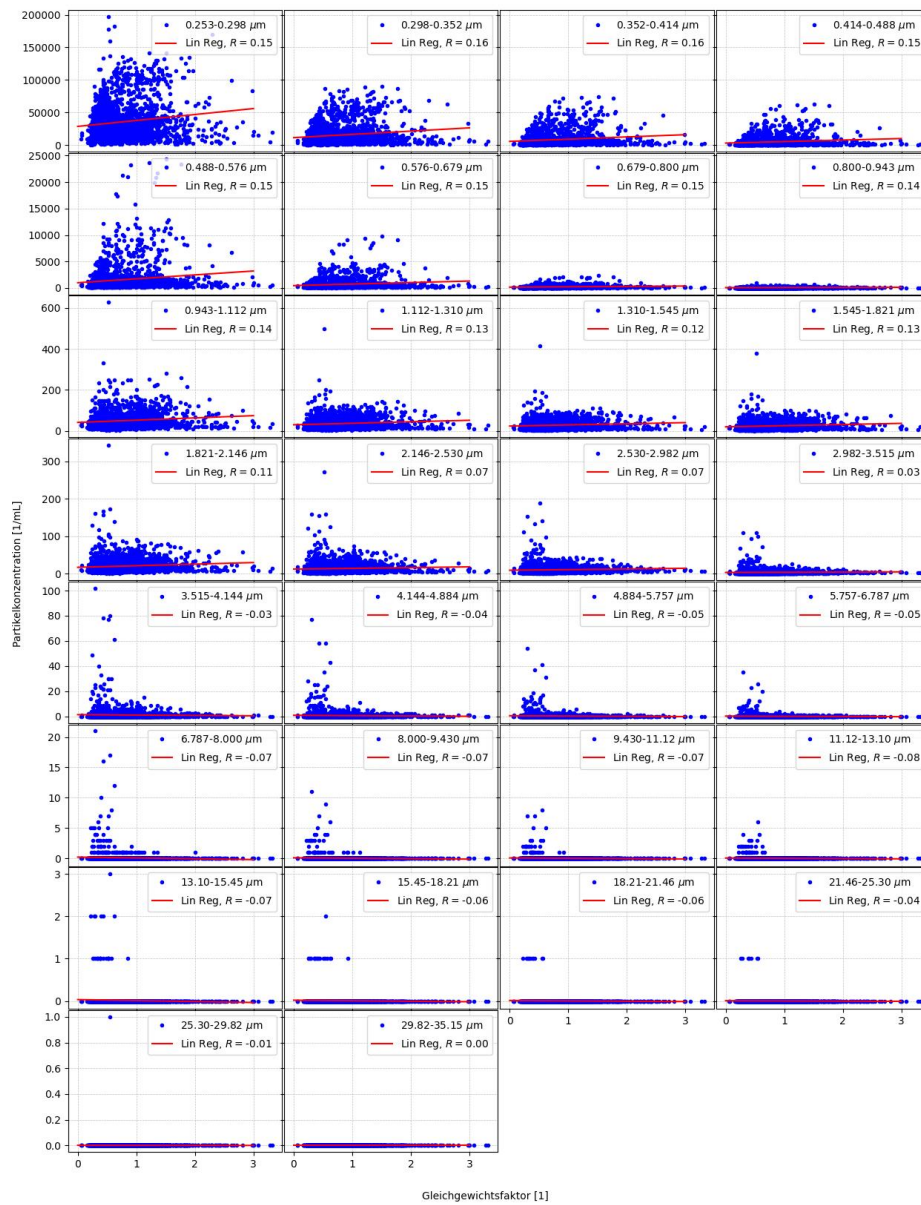 0.253-0.298 μm
Lin Reg, R = 0.15
0.298-0.352 μm
Lin Reg, R = 0.16
0.352-0.414 μm
Lin Reg, R = 0.16
0.414-0.488 μm
Lin Reg, R = 0.15
200000
150000
100000
50000
0
0.488-0.576 μm
Lin Reg, R = 0.15
0.576-0.679 μm
Lin Reg, R = 0.15
0.679-0.800 μm
Lin Reg, R = 0.15
0.800-0.943 μm
Lin Reg, R = 0.14
25000
20000
15000
10000
5000
0
0.943-1.112 μm
Lin Reg, R = 0.14
1.112-1.310 μm
Lin Reg, R = 0.13
1.310-1.545 μm
Lin Reg, R = 0.12
1.545-1.821 μm
Lin Reg, R = 0.13
600
400
200
0
1.821-2.146 μm
Lin Reg, R = 0.11
2.146-2.530 μm
Lin Reg, R = 0.07
2.530-2.982 μm
Lin Reg, R = 0.07
2.982-3.515 μm
Lin Reg, R = 0.03
300
200
100
0
Partikelkonzentration [1/mL]
3.515-4.144 μm
Lin Reg, R = -0.03
4.144-4.884 μm
Lin Reg, R = -0.04
4.884-5.757 μm
Lin Reg, R = -0.05
5.757-6.787 μm
Lin Reg, R = -0.05
100
80
60
40
20
0
6.787-8.000 μm
Lin Reg, R = -0.07
8.000-9.430 μm
Lin Reg, R = -0.07
9.430-11.12 μm
Lin Reg, R = -0.07
11.12-13.10 μm
Lin Reg, R = -0.08
20
15
10
5
0
13.10-15.45 μm
Lin Reg, R = -0.07
15.45-18.21 μm
Lin Reg, R = -0.06
18.21-21.46 μm
Lin Reg, R = -0.06
21.46-25.30 μm
Lin Reg, R = -0.04
3
2
1
0
0 1 2 3
0 1 2 3
25.30-29.82 μm
Lin Reg, R = -0.01
29.82-35.15 μm
Lin Reg, R = 0.00
1.0
0.8
0.6
0.4
0.2
0.0
0 1 2 3
0 1 2 3
Gleichgewichtsfaktor [1]